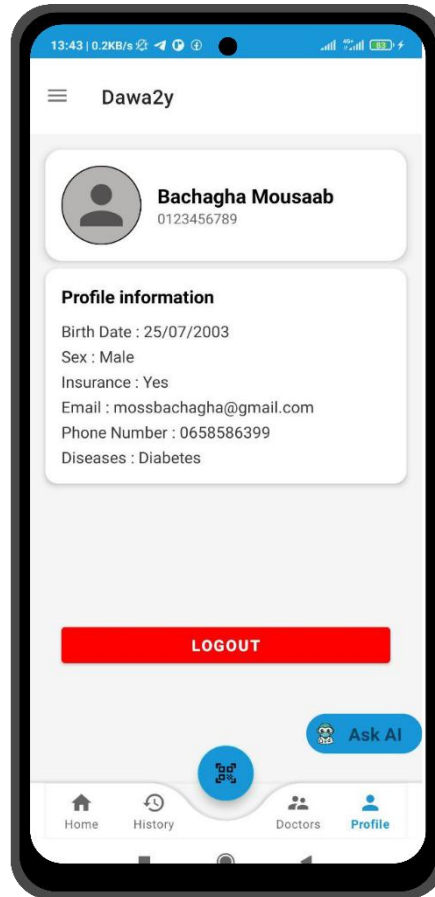 13:43 | 0.2KB/s
83
Dawa2y
Bachagha Mousaab
0123456789
Profile information
Birth Date : 25/07/2003
Sex : Male
Insurance : Yes
Email : mossbachagha@gmail.com
Phone Number : 0658586399
Diseases : Diabetes
LOGOUT
Ask AI
Home
History
Doctors
Profile